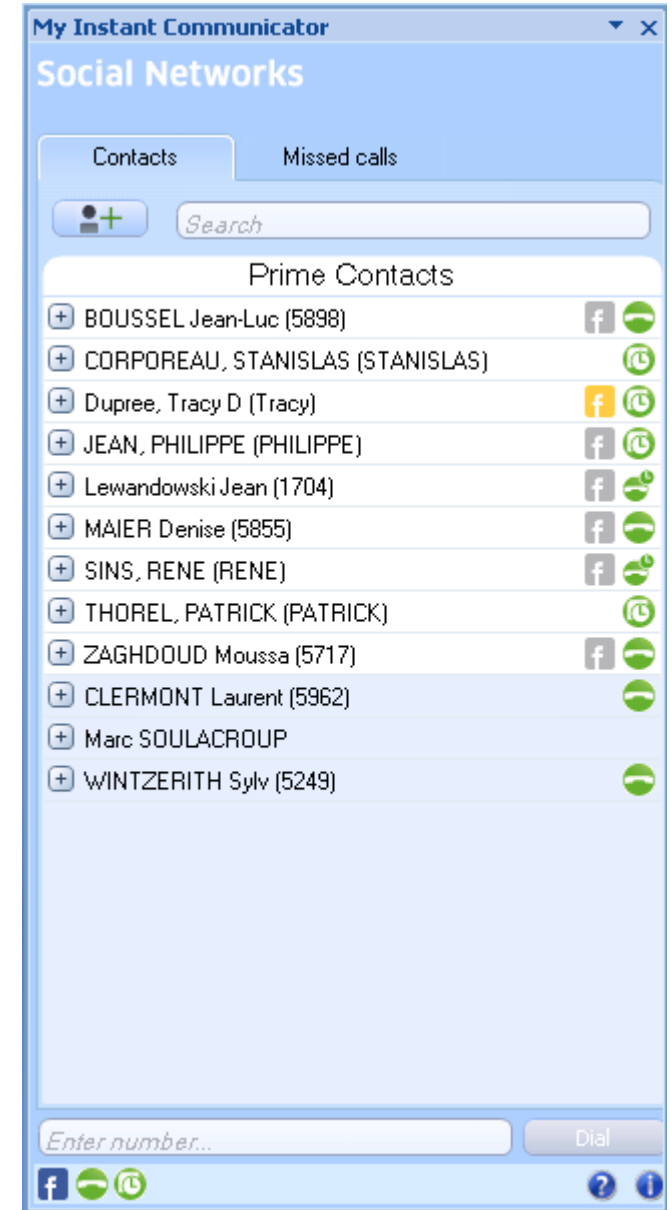 My Instant Communicator
Social Networks
Contacts Missed calls
Search
Prime Contacts
BOUSSEL Jean-Luc (5898)
CORPOREAU, STANISLAS (STANISLAS)
Dupree, Tracy D (Tracy)
JEAN, PHILIPPE (PHILIPPE)
Lewandowski Jean (1704)
MAIER Denise (5855)
SINS, RENE (RENE)
THOREL, PATRICK (PATRICK)
ZAGHDOUD Moussa (5717)
CLERMONT Laurent (5962)
Marc SOULACROUP
WINTZERITH Sylv (5249)
Enter number... Dial